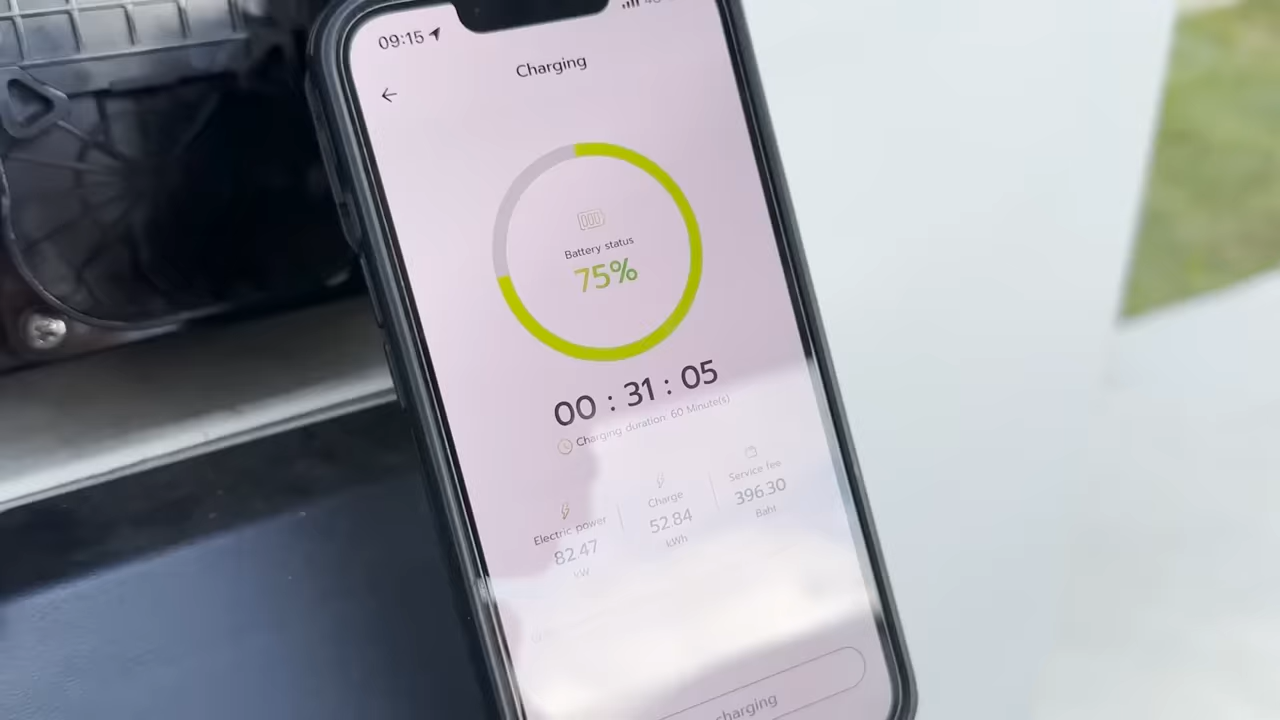 09:15
Charging
Battery status
75%
00 : 31 : 05
Charging duration: 60 Minute(s)
Electric power
82.47
kW
Charge
52.84
kWh
Service fee
396.30
Baht
charging